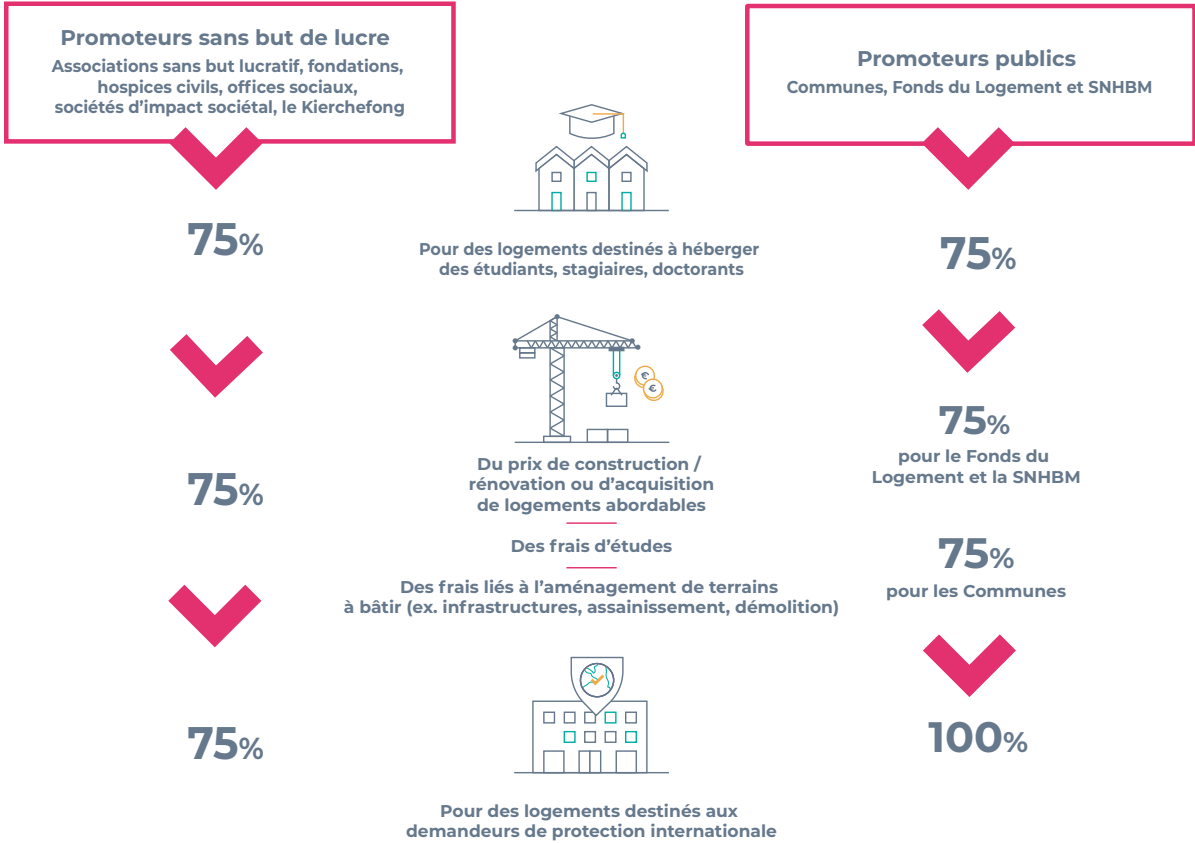 Promoteurs sans but de lucre
Associations sans but lucratif, fondations,
hospices civils, offices sociaux,
sociétés d'impact sociétal, le Kierchefong
Promoteurs publics
Communes, Fonds du Logement et SNHBM
75%
Pour des logements destinés à héberger
des étudiants, stagiaires, doctorants
75%
75%
Du prix de construction /
rénovation ou d'acquisition
de logements abordables
Des frais d'études
Des frais liés à l'aménagement de terrains
à bâtir (ex. infrastructures, assainissement, démolition)
75%
pour le Fonds du
Logement et la SNHBM
75%
pour les Communes
75%
Pour des logements destinés aux
demandeurs de protection internationale
100%
€
€